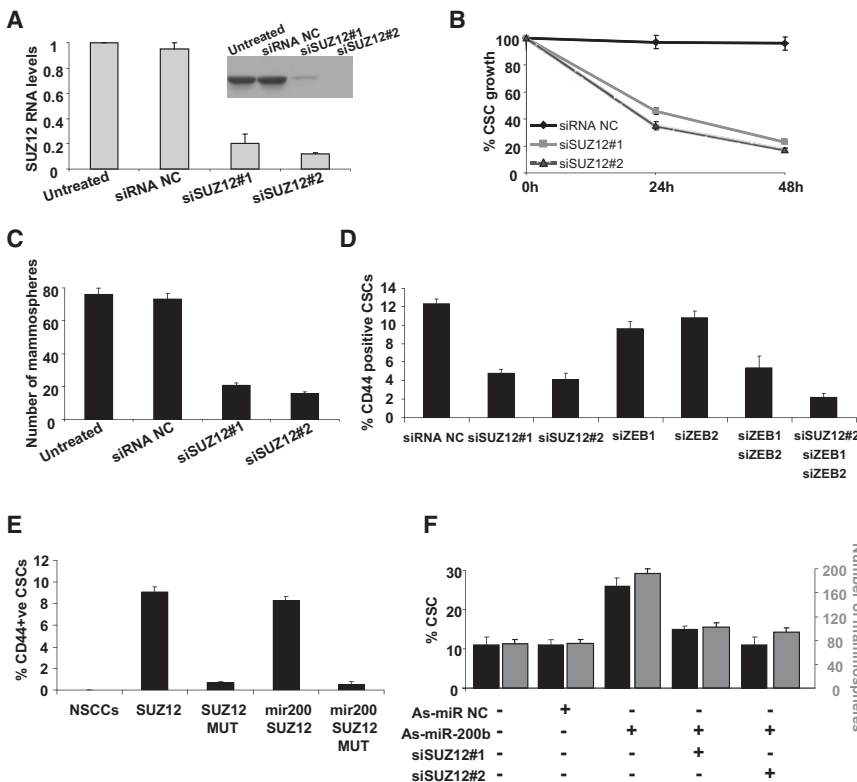 A
SUZ12 RNA levels
1
0.8
0.6
0.4
0.2
0
Untreated
siRNA NC
siSUZ12#1
siSUZ12#2
Untreated
siRNA NC
siSUZ12#1
siSUZ12#2
B
% CSC growth
100
80
60
40
20
0
siRNA NC
siSUZ12#1
siSUZ12#2
0h
24h
48h
C
Number of mammospheres
80
60
40
20
0
Untreated
siRNA NC
siSUZ12#1
siSUZ12#2
D
% CD44 positive CSCs
14
12
10
8
6
4
2
0
siRNA NC
siSUZ12#1
siSUZ12#2
siZEB1
siZEB2
siZEB1
siZEB2
siSUZ12#2
siZEB1
siZEB2
E
% CD44+ve CSCs
12
10
8
6
4
2
0
NSCCs
SUZ12
SUZ12
MUT
mir200
SUZ12
mir200
SUZ12
MUT
F
% CSC
30
20
10
0
Number of mammospheres
200
160
120
80
40
0
As-miR NC - + - - -
As-miR-200b - - + + +
siSUZ12#1 - - - + -
siSUZ12#2 - - - - +